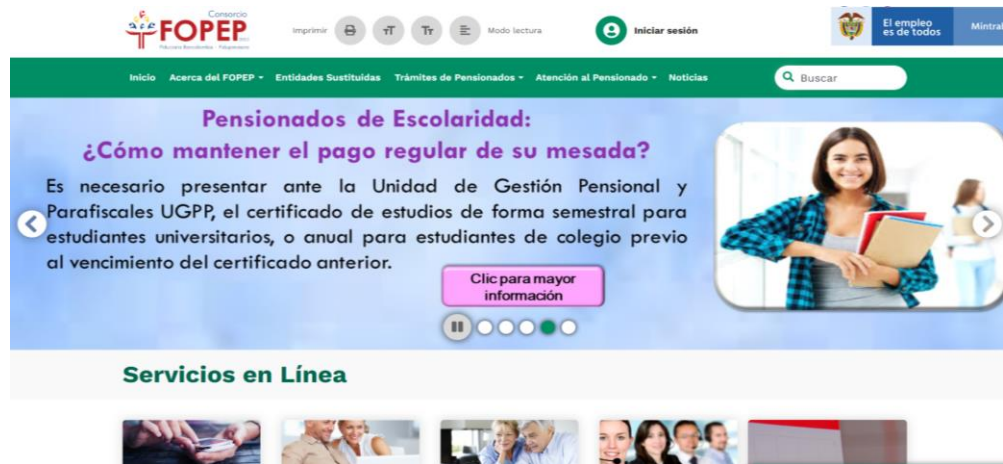 Consorcio
FOPEP
Imprimir
TT
TT
Modo lectura
Iniciar sesión
El empleo
es de todos
Mintral
Inicio Acerca del FOPEP Entidades Sustituidas Trámites de Pensionados Atención al Pensionado Noticias
Buscar
Pensionados de Escolaridad:
¿Cómo mantener el pago regular de su mesada?
Es necesario presentar ante la Unidad de Gestión Pensional y
Parafiscales UGPP, el certificado de estudios de forma semestral para
estudiantes universitarios, o anual para estudiantes de colegio previo
al vencimiento del certificado anterior.
Clic para mayor
información
Servicios en Línea